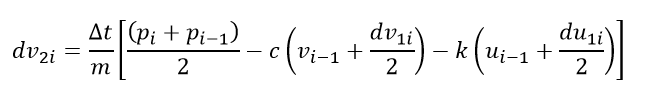 $dv_{2i} = \frac{\Delta t}{m}\left[\frac{(p_i + p_{i-1})}{2} - c\left(v_{i-1} + \frac{dv_{1i}}{2}\right) - k\left(u_{i-1} + \frac{du_{1i}}{2}\right)\right]$